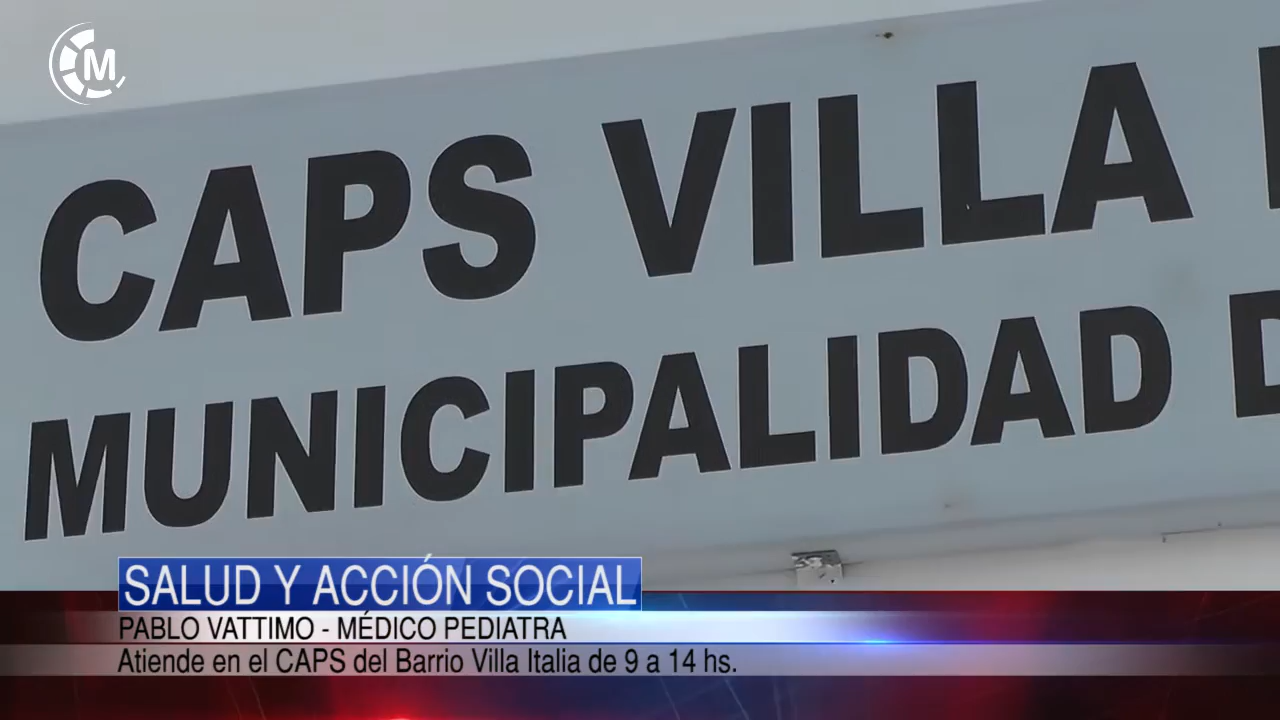 M
CAPS VILLA
MUNICIPALIDAD D
SALUD Y ACCIÓN SOCIAL
PABLO VATTIMO - MÉDICO PEDIATRA
Atiende en el CAPS del Barrio Villa Italia de 9 a 14 hs.